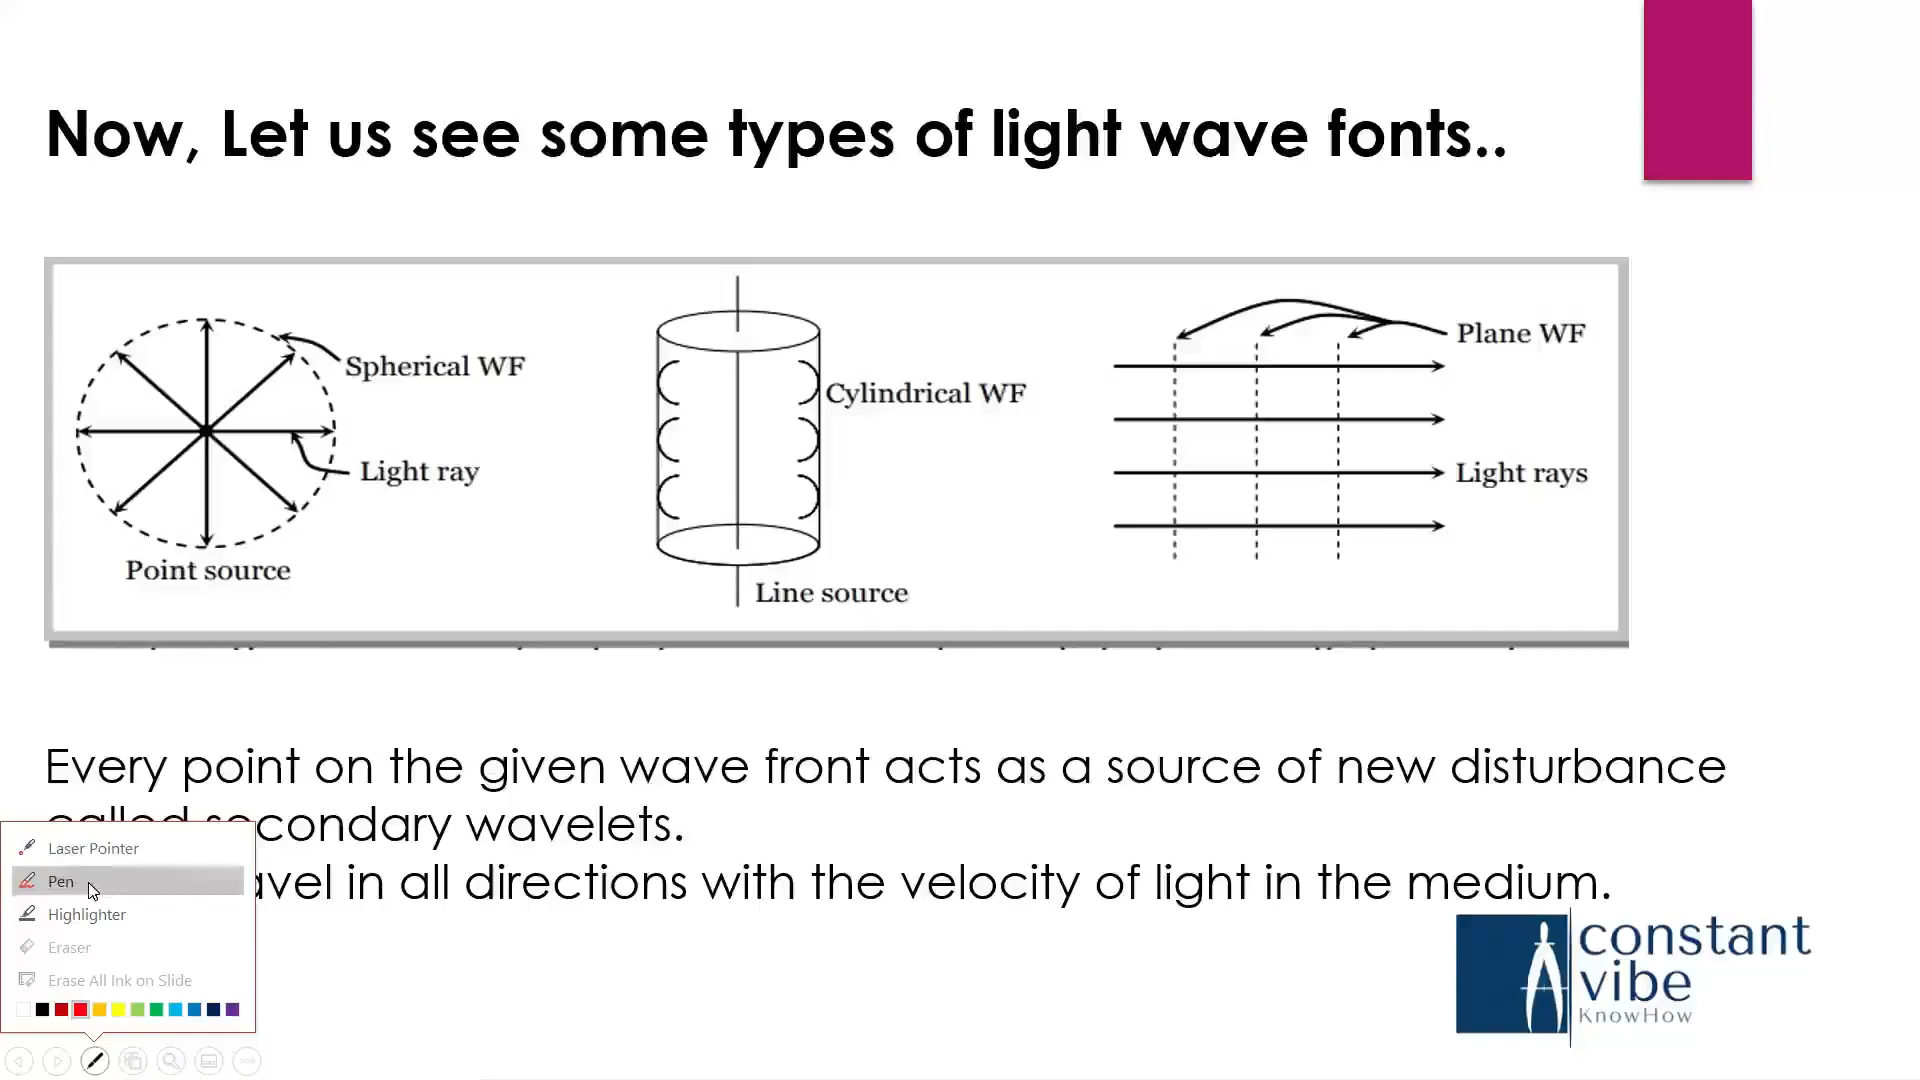 Now, Let us see some types of light wave fonts..
Spherical WF
Light ray
Point source
Cylindrical WF
Line source
Plane WF
Light rays
Every point on the given wave front acts as a source of new disturbance
called secondary wavelets.
avel in all directions with the velocity of light in the medium.
Laser Pointer
Pen
Highlighter
Eraser
Erase All Ink on Slide
constant
vibe
KnowHow